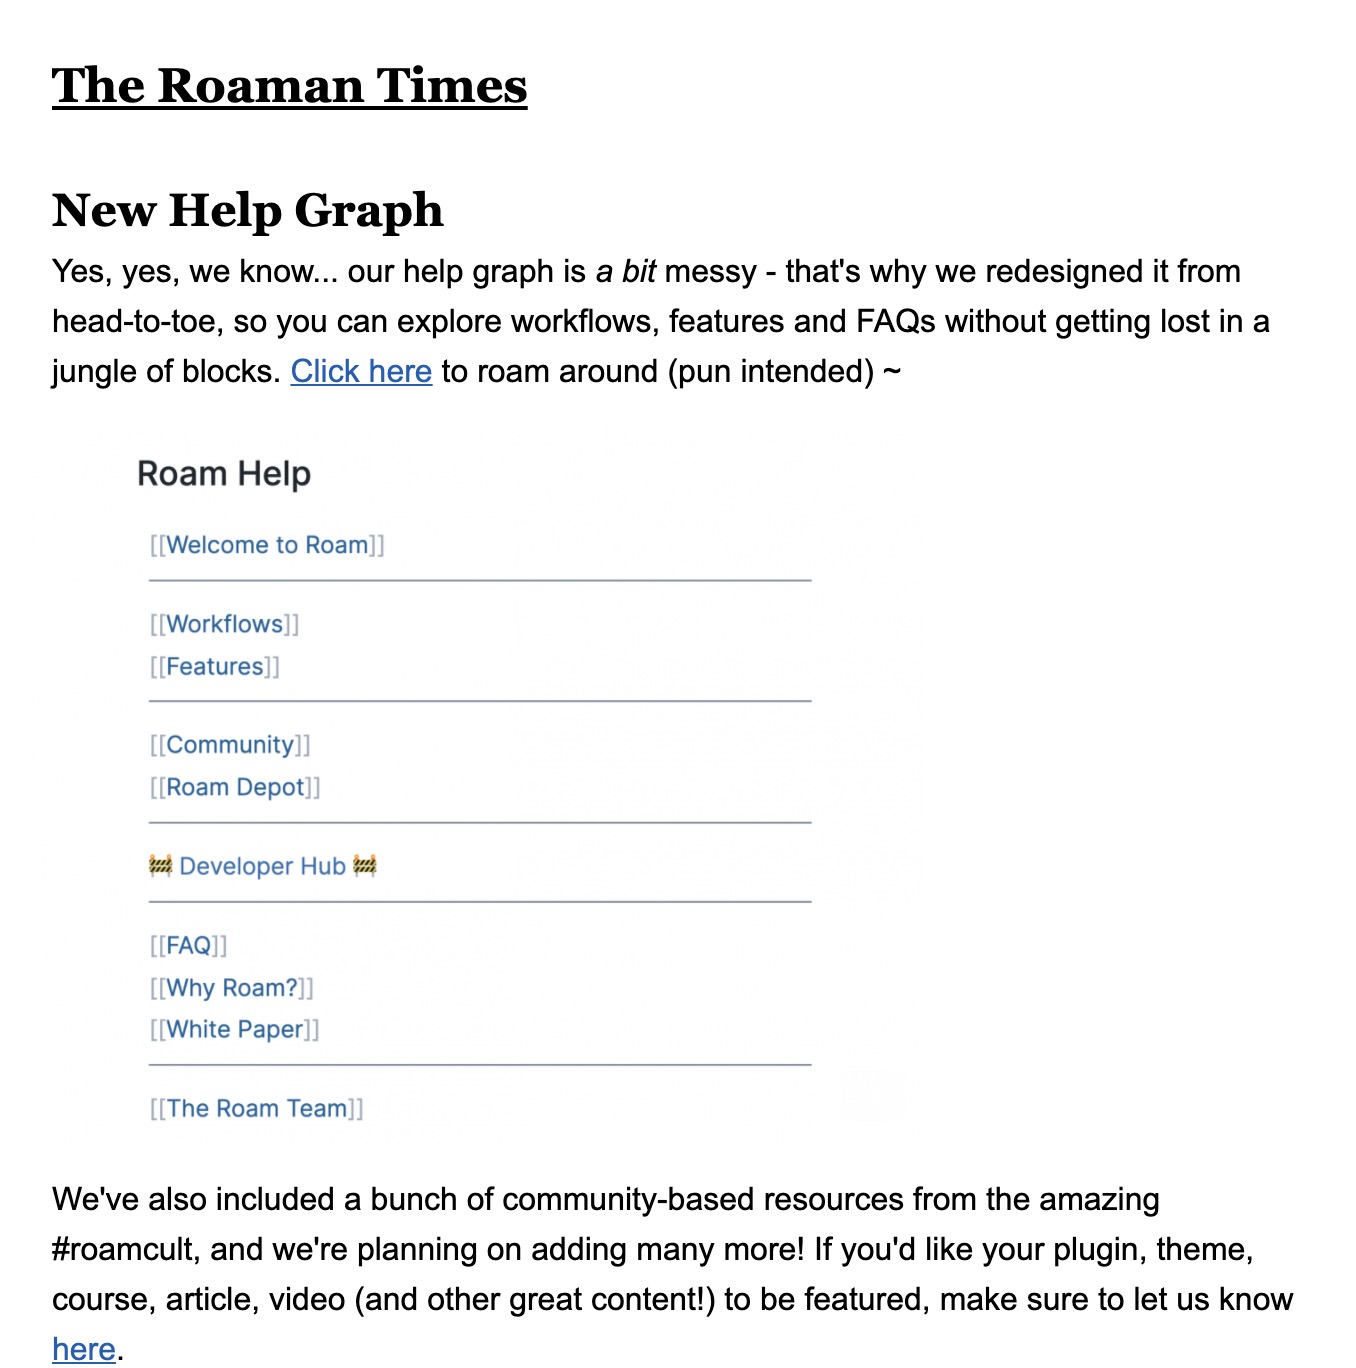 The Roaman Times
New Help Graph
Yes, yes, we know... our help graph is a bit messy - that's why we redesigned it from
head-to-toe, so you can explore workflows, features and FAQs without getting lost in a
jungle of blocks. Click here to roam around (pun intended) ~
Roam Help
[[Welcome to Roam]]
[[Workflows]]
[[Features]]
[[Community]]
[[Roam Depot]]
🚧 Developer Hub 🚧
[[FAQ]]
[[Why Roam?]]
[[White Paper]]
[[The Roam Team]]
We've also included a bunch of community-based resources from the amazing
#roamcult, and we're planning on adding many more! If you'd like your plugin, theme,
course, article, video (and other great content!) to be featured, make sure to let us know
here.